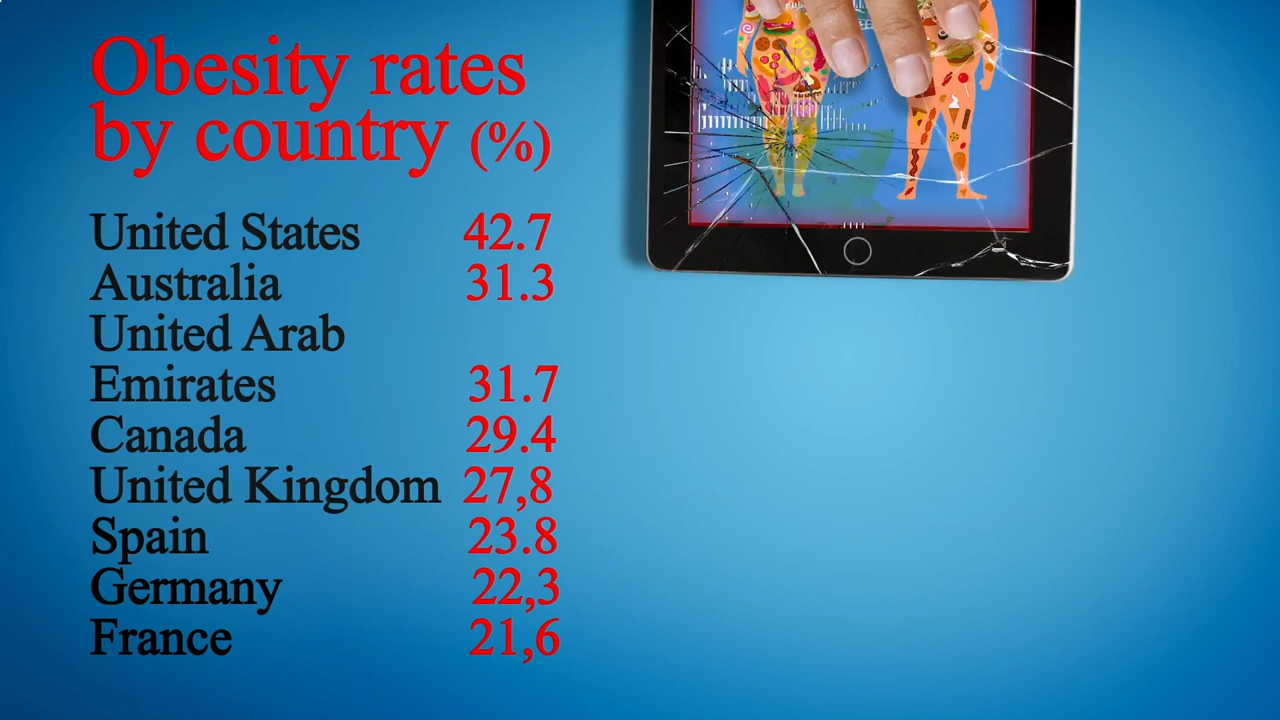 Obesity rates
by country (%)
United States 42.7
Australia 31.3
United Arab
Emirates 31.7
Canada 29.4
United Kingdom 27,8
Spain 23.8
Germany 22,3
France 21,6